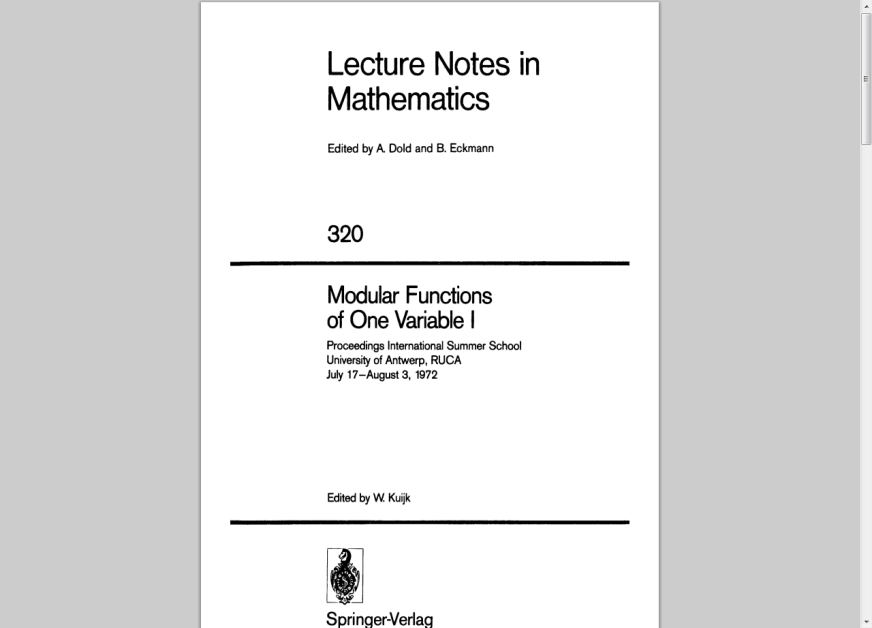 Lecture Notes in
Mathematics
Edited by A. Dold and B. Eckmann
320
Modular Functions
of One Variable I
Proceedings International Summer School
University of Antwerp, RUCA
July 17–August 3, 1972
Edited by W. Kuijk
Springer-Verlag